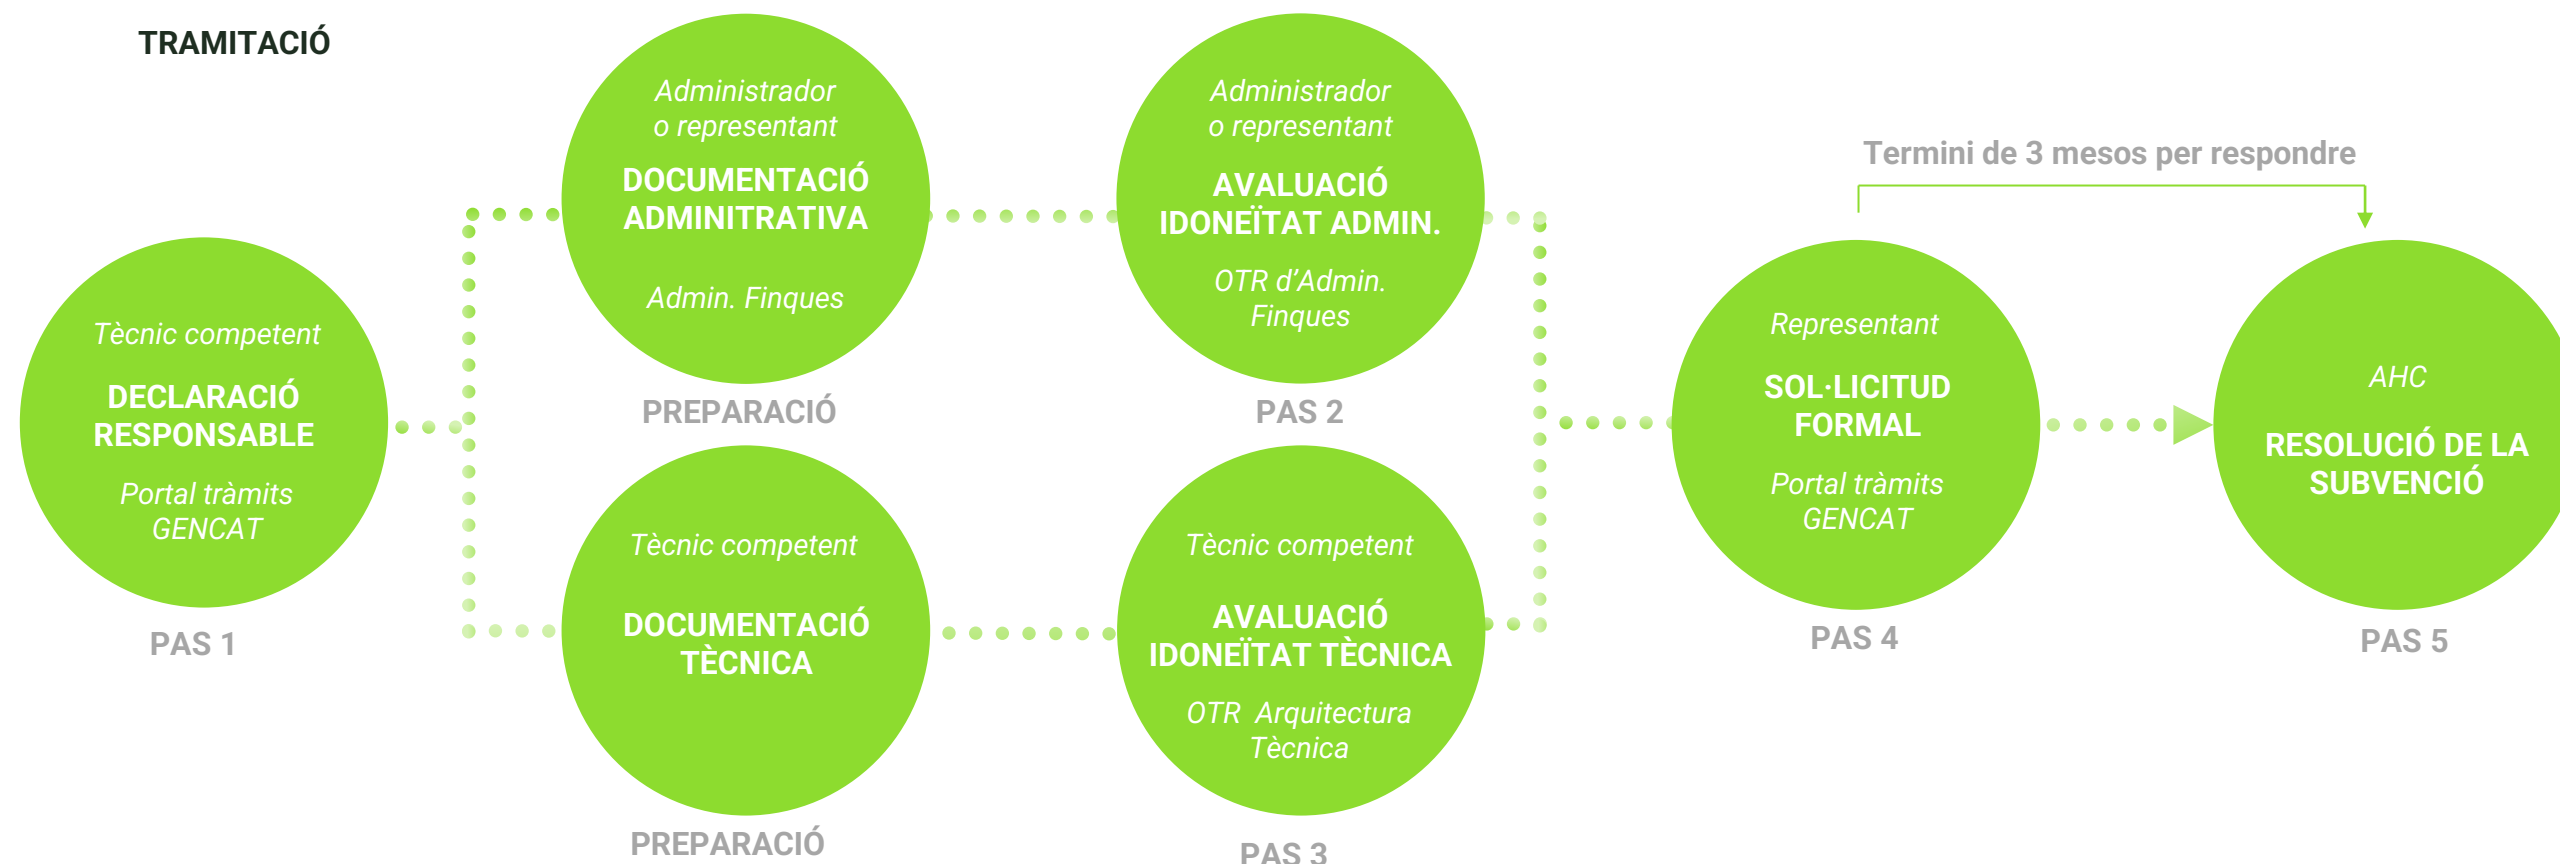 TRAMITACIÓ
Tècnic competent
DECLARACIÓ
RESPONSABLE
Portal tràmits
GENCAT
PAS 1
Administrador
o representant
DOCUMENTACIÓ
ADMINITRATIVA
Admin. Finques
PREPARACIÓ
Tècnic competent
DOCUMENTACIÓ
TÈCNICA
PREPARACIÓ
Administrador
o representant
AVALUACIÓ
IDONEÏTAT ADMIN.
OTR d'Admin.
Finques
PAS 2
Tècnic competent
AVALUACIÓ
IDONEÏTAT TÈCNICA
OTR Arquitectura
Tècnica
PAS 3
Termini de 3 mesos per respondre
Representant
SOL·LICITUD
FORMAL
Portal tràmits
GENCAT
PAS 4
AHC
RESOLUCIÓ DE LA
SUBVENCIÓ
PAS 5